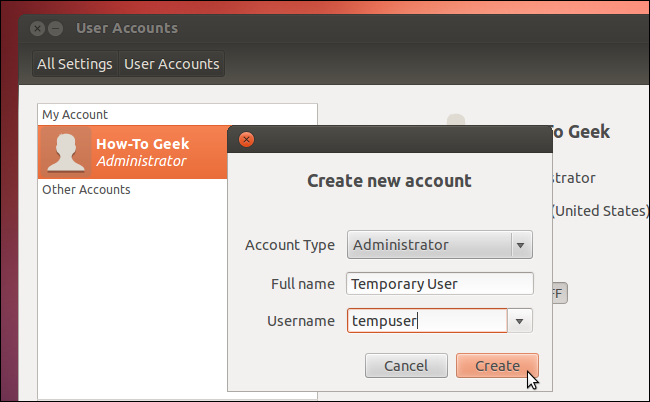 User Accounts
All Settings User Accounts
My Account
How-To Geek
Administrator
Other Accounts
To Geek
strator
(United States)
FF
Create new account
Account Type Administrator
Full name Temporary User
Username tempuser
Cancel Create